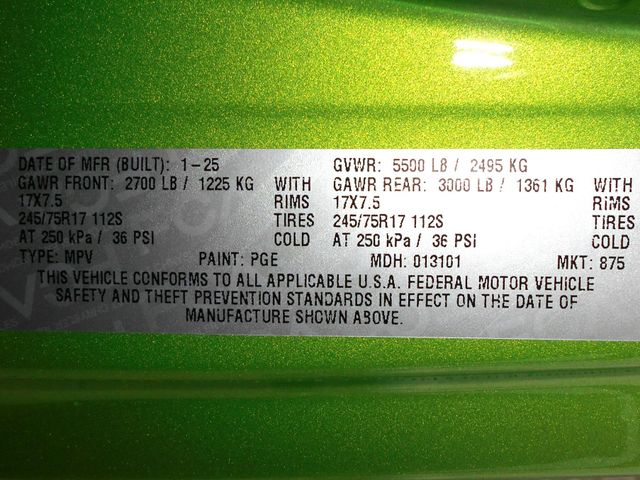 DATE OF MFR (BUILT): 1-25 GVWR: 5500 LB / 2495 KG
GAWR FRONT: 2700 LB / 1225 KG WITH GAWR REAR: 3000 LB / 1361 KG WITH
17X7.5 RIMS 17X7.5 RIMS
245/75R17 112S TIRES 245/75R17 112S TIRES
AT 250 kPa / 36 PSI COLD AT 250 kPa / 36 PSI COLD
TYPE: MPV PAINT: PGE MDH: 013101 MKT: 875
THIS VEHICLE CONFORMS TO ALL APPLICABLE U.S.A. FEDERAL MOTOR VEHICLE
SAFETY AND THEFT PREVENTION STANDARDS IN EFFECT ON THE DATE OF
MANUFACTURE SHOWN ABOVE.